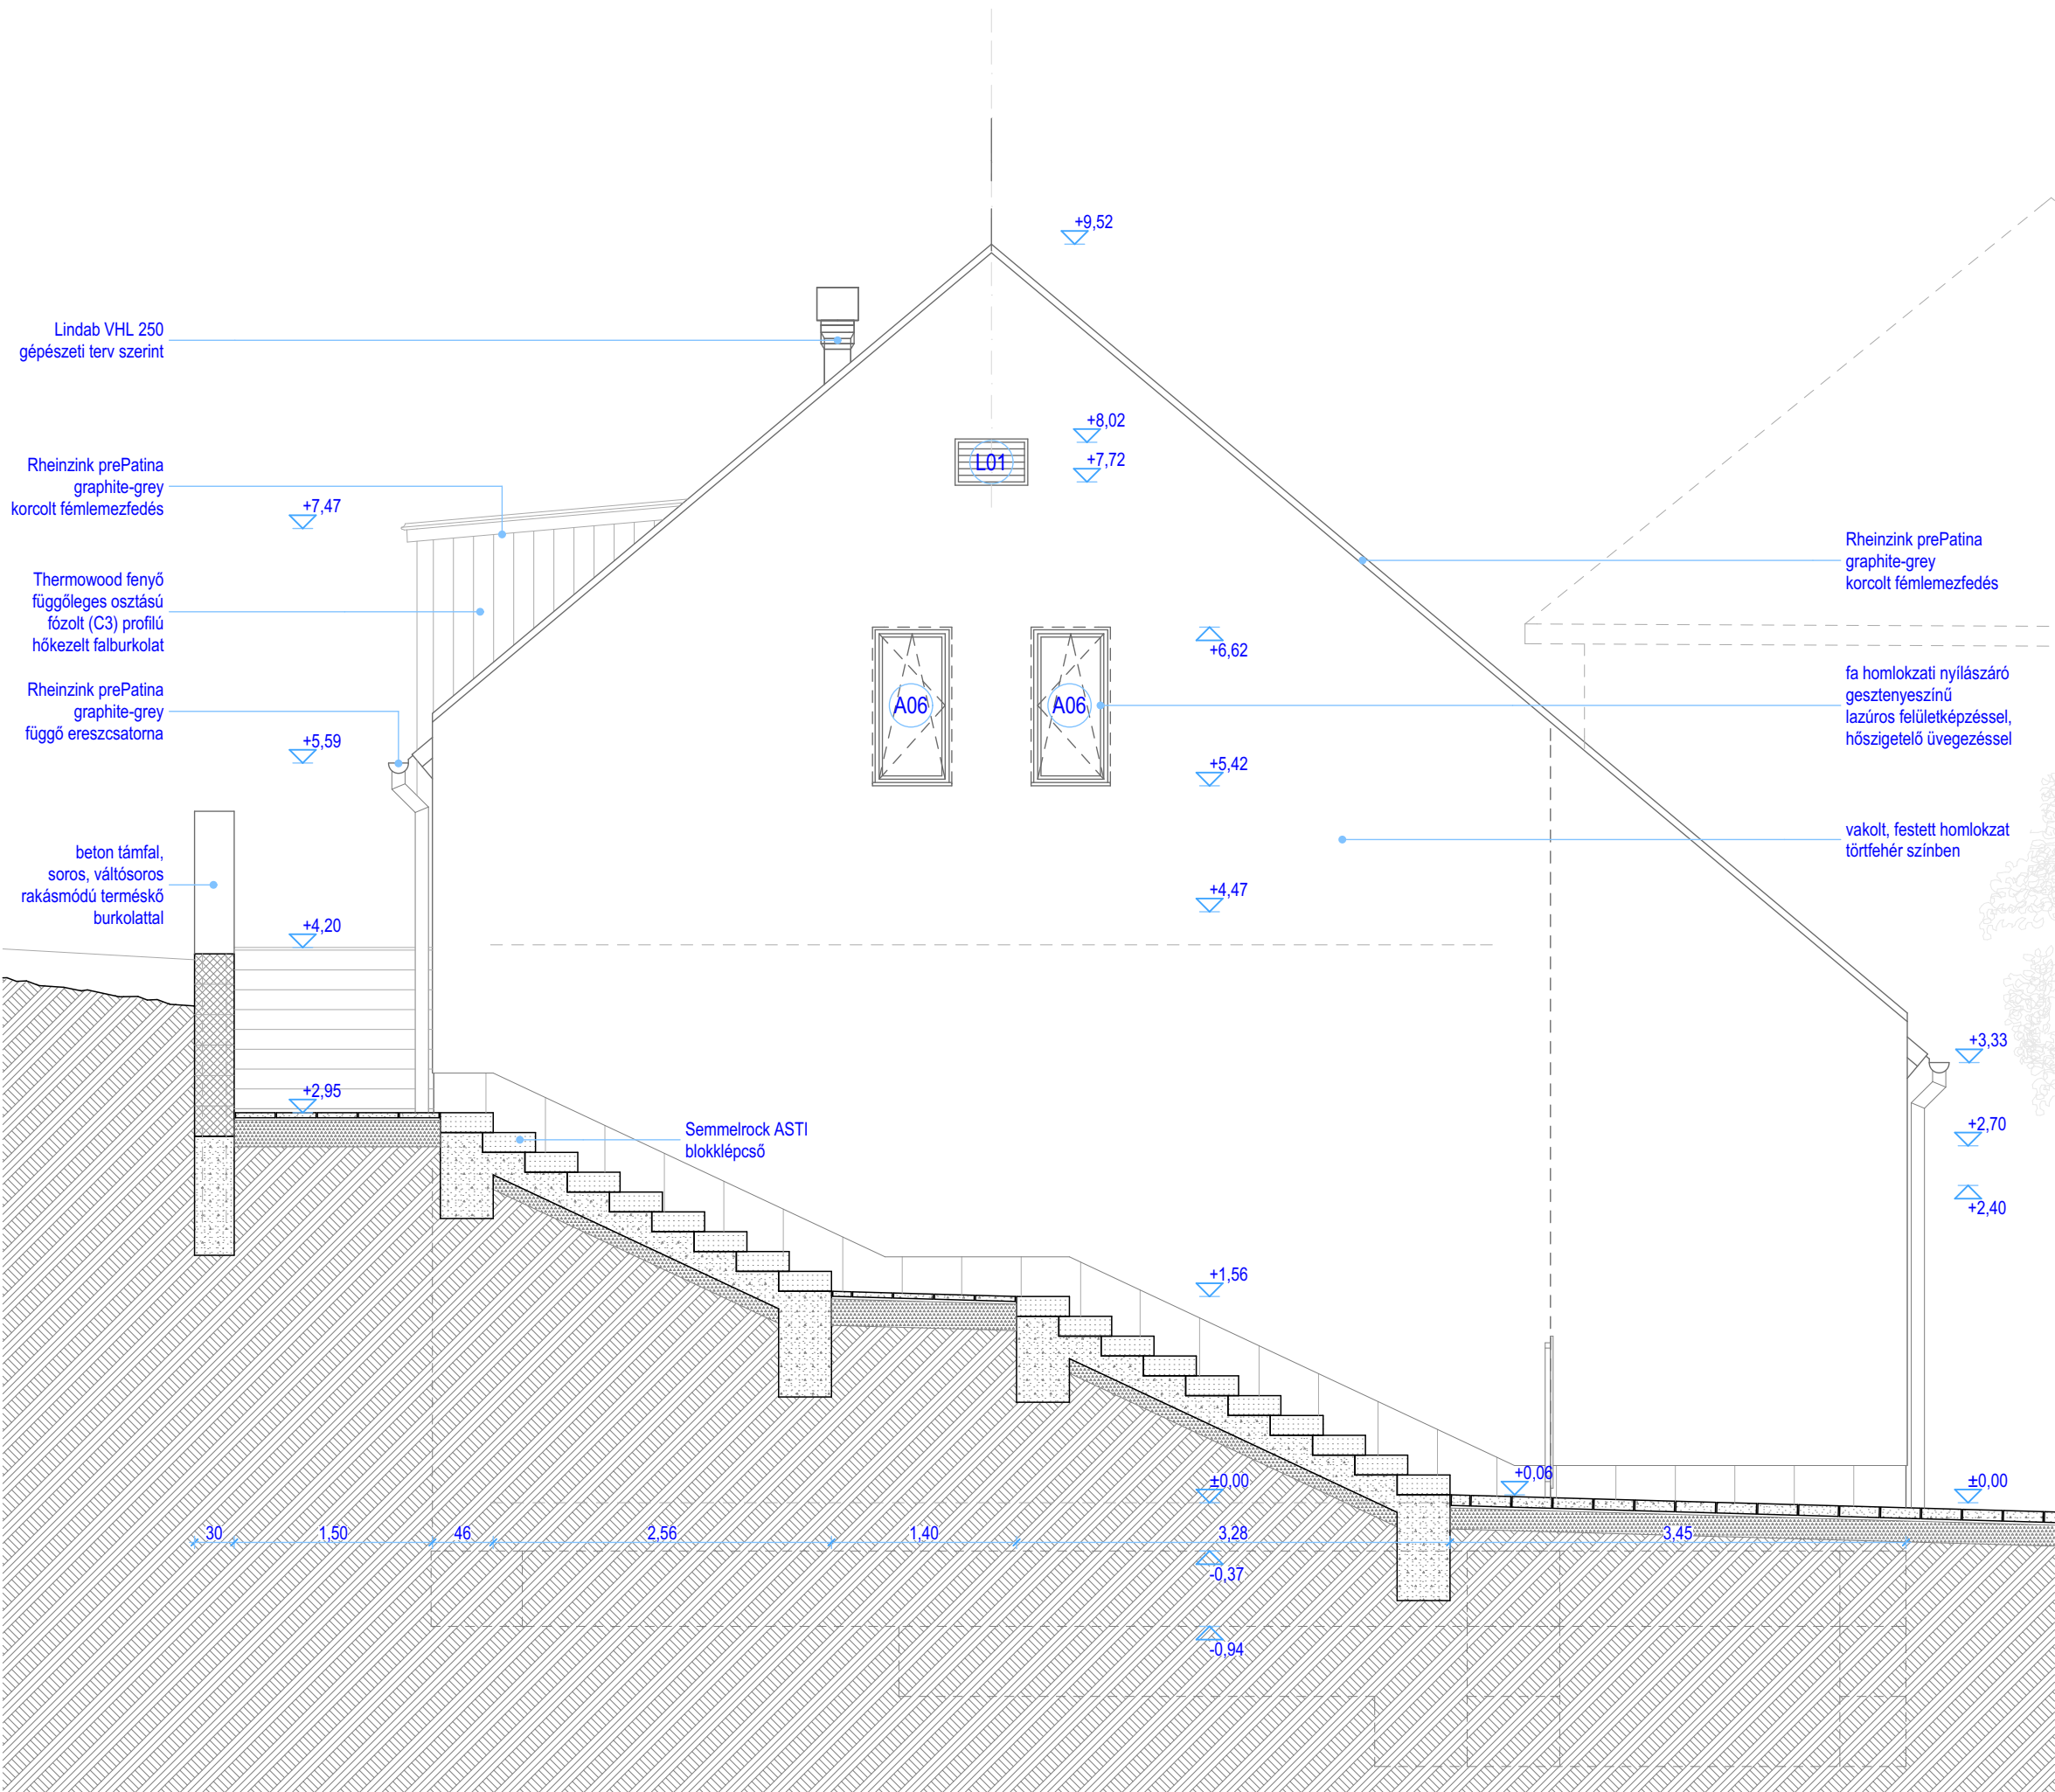 +9,52
Lindab VHL 250
gépészeti terv szerint
+8,02
L01
+7,72
Rheinzink prePatina
graphite-grey
korcolt fémlemezfedés
+7,47
Rheinzink prePatina
graphite-grey
korcolt fémlemezfedés
Thermowood fenyő
függőleges osztású
fózolt (C3) profilú
hőkezelt falburkolat
+6,62
fa homlokzati nyílászáró
gesztenyeszínű
lazúros felületképzéssel,
hőszigetelő üvegezéssel
A06
A06
Rheinzink prePatina
graphite-grey
függő ereszcsatorna
+5,59
+5,42
vakolt, festett homlokzat
törtfehér színben
beton támfal,
soros, váltósoros
rakásmódú terméskő
burkolattal
+4,47
+4,20
+3,33
+2,95
+2,70
Semmelrock ASTI
blokklépcső
+2,40
+1,56
±0,00
+0,06
±0,00
30
1,50
46
2,56
1,40
3,28
3,45
-0,37
-0,94